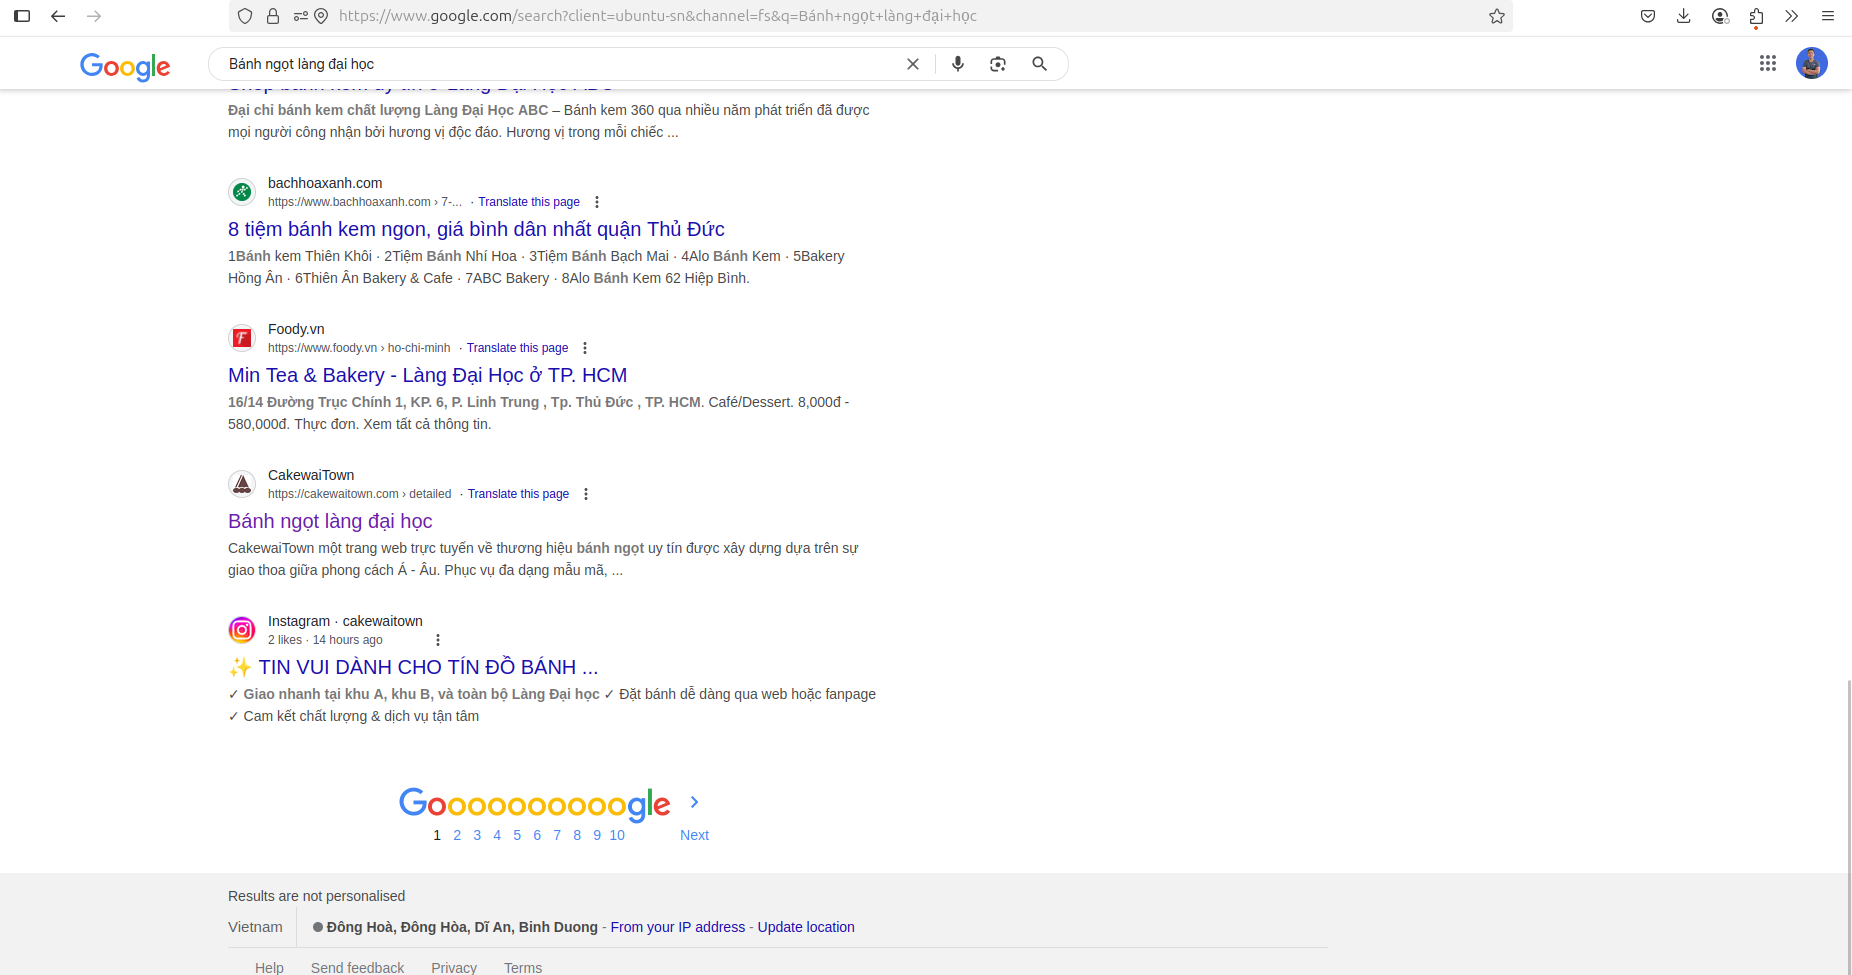 https://www.google.com/search?client=ubuntu-sn&channel=fs&q=Bánh+ngọt+làng+đại+học
Google
Bánh ngọt làng đại học
Đại chỉ bánh kem chất lượng Làng Đại Học ABC – Bánh kem 360 qua nhiều năm phát triển đã được
mọi người công nhận bởi hương vị độc đáo. Hương vị trong mỗi chiếc ...
bachhoaxanh.com
https://www.bachhoaxanh.com › 7-... · Translate this page
8 tiệm bánh kem ngon, giá bình dân nhất quận Thủ Đức
1Bánh kem Thiên Khôi · 2Tiệm Bánh Nhí Hoa · 3Tiệm Bánh Bạch Mai · 4Alo Bánh Kem · 5Bakery
Hồng Ân · 6Thiên Ân Bakery & Cafe · 7ABC Bakery · 8Alo Bánh Kem 62 Hiệp Bình.
Foody.vn
https://www.foody.vn › ho-chi-minh · Translate this page
Min Tea & Bakery - Làng Đại Học ở TP. HCM
16/14 Đường Trục Chính 1, KP. 6, P. Linh Trung , Tp. Thủ Đức , TP. HCM. Café/Dessert. 8,000đ -
580,000đ. Thực đơn. Xem tất cả thông tin.
CakewaiTown
https://cakewaitown.com › detailed · Translate this page
Bánh ngọt làng đại học
CakewaiTown một trang web trực tuyến về thương hiệu bánh ngọt uy tín được xây dựng dựa trên sự
giao thoa giữa phong cách Á - Âu. Phục vụ đa dạng mẫu mã, ...
Instagram · cakewaitown
2 likes · 14 hours ago
✨ TIN VUI DÀNH CHO TÍN ĐỒ BÁNH ...
✓ Giao nhanh tại khu A, khu B, và toàn bộ Làng Đại học ✓ Đặt bánh dễ dàng qua web hoặc fanpage
✓ Cam kết chất lượng & dịch vụ tận tâm
Goooooooooogle >
1 2 3 4 5 6 7 8 9 10 Next
Results are not personalised
Vietnam
Đông Hoà, Đông Hòa, Dĩ An, Binh Duong - From your IP address - Update location
Help Send feedback Privacy Terms